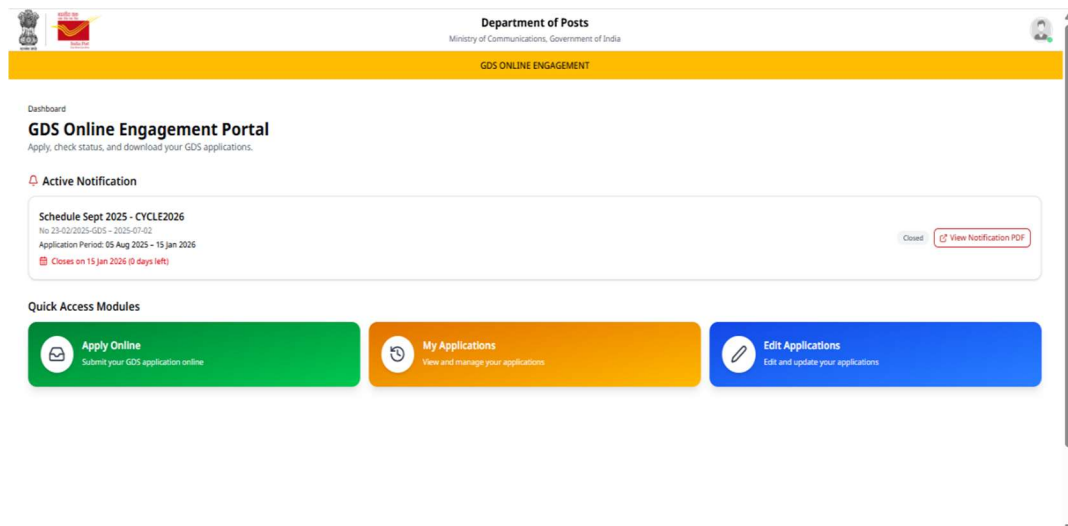 Department of Posts
Ministry of Communications, Government of India
India Post
GDS ONLINE ENGAGEMENT
Dashboard
GDS Online Engagement Portal
Apply, check status, and download your GDS applications.
Active Notification
Schedule Sept 2025 - CYCLE2026
No 23-02/2025-GDS – 2025-07-02
Application Period: 05 Aug 2025 – 15 Jan 2026
Closes on 15 Jan 2026 (0 days left)
Closed
View Notification PDF
Quick Access Modules
Apply Online
Submit your GDS application online
My Applications
View and manage your applications
Edit Applications
Edit and update your applications